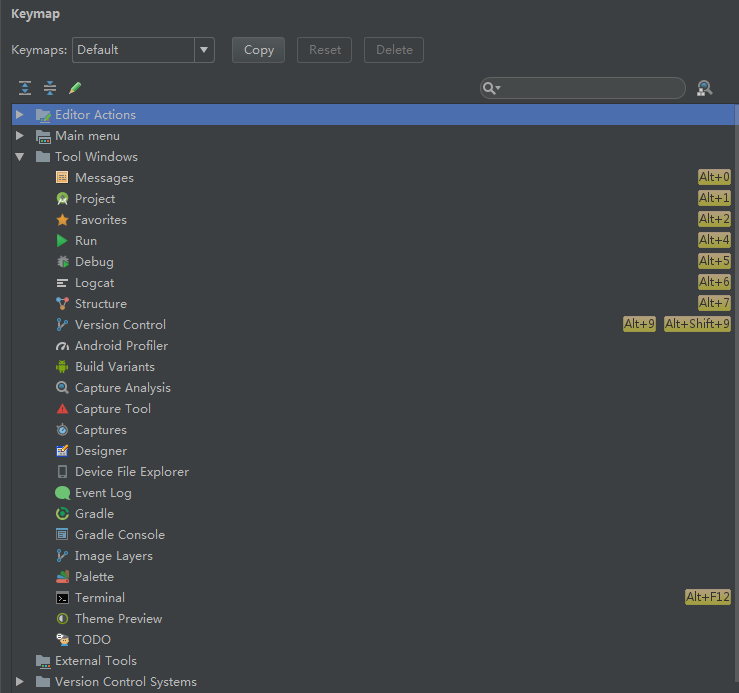 Keymap
Keymaps: Default Copy Reset Delete
Editor Actions
Main menu
Tool Windows
Messages Alt+0
Project Alt+1
Favorites Alt+2
Run Alt+4
Debug Alt+5
Logcat Alt+6
Structure Alt+7
Version Control Alt+9 Alt+Shift+9
Android Profiler
Build Variants
Capture Analysis
Capture Tool
Captures
Designer
Device File Explorer
Event Log
Gradle
Gradle Console
Image Layers
Palette
Terminal Alt+F12
Theme Preview
TODO
External Tools
Version Control Systems